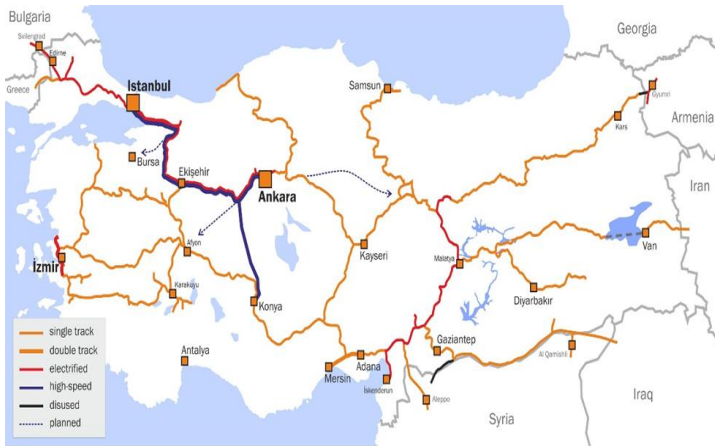 Bulgaria
Georgia
Svilengrad
Edirne
Greece
Istanbul
Samsun
Gyumri
Armenia
Kars
Bursa
Ekişehir
Ankara
Iran
Afyon
Kayseri
Van
İzmir
Malatya
Karakuyu
Konya
Diyarbakır
single track
double track
electrified
high-speed
disused
planned
Antalya
Mersin
Adana
Gaziantep
Al Qamishli
İskenderun
Aleppo
Syria
Iraq